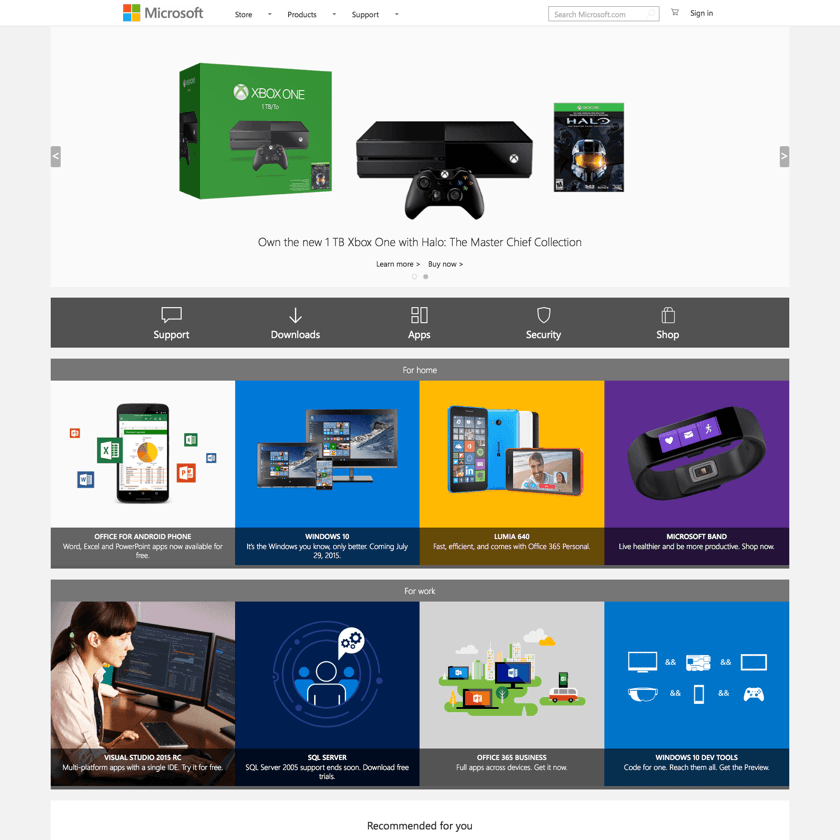 Microsoft
Store
Products
Support
Search Microsoft.com
Sign in
XBOX ONE
1 TB/To
HALO
<
>
Own the new 1 TB Xbox One with Halo: The Master Chief Collection
Learn more >
Buy now >
Support
Downloads
Apps
Security
Shop
For home
OFFICE FOR ANDROID PHONE
Word, Excel and PowerPoint apps now available for
free.
WINDOWS 10
It's the Windows you know, only better. Coming July
29, 2015.
LUMIA 640
Fast, efficient, and comes with Office 365 Personal.
MICROSOFT BAND
Live healthier and be more productive. Shop now.
For work
&& &&
&& &&
VISUAL STUDIO 2015 RC
Multi-platform apps with a single IDE. Try it for free.
SQL SERVER
SQL Server 2005 support ends soon. Download free
trials.
OFFICE 365 BUSINESS
Full apps across devices. Get it now.
WINDOWS 10 DEV TOOLS
Code for one. Reach them all. Get the Preview.
Recommended for you